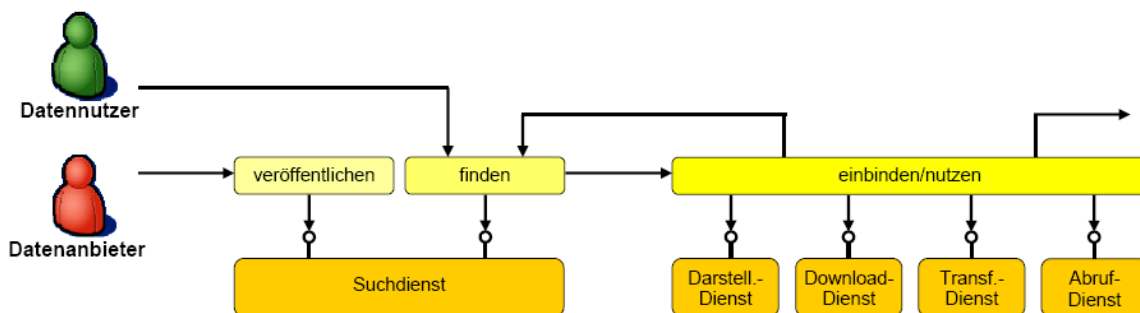 Datennutzer
veröffentlichen
finden
einbinden/nutzen
Datenanbieter
Suchdienst
Darstell.-
Dienst
Download-
Dienst
Transf.-
Dienst
Abruf-
Dienst